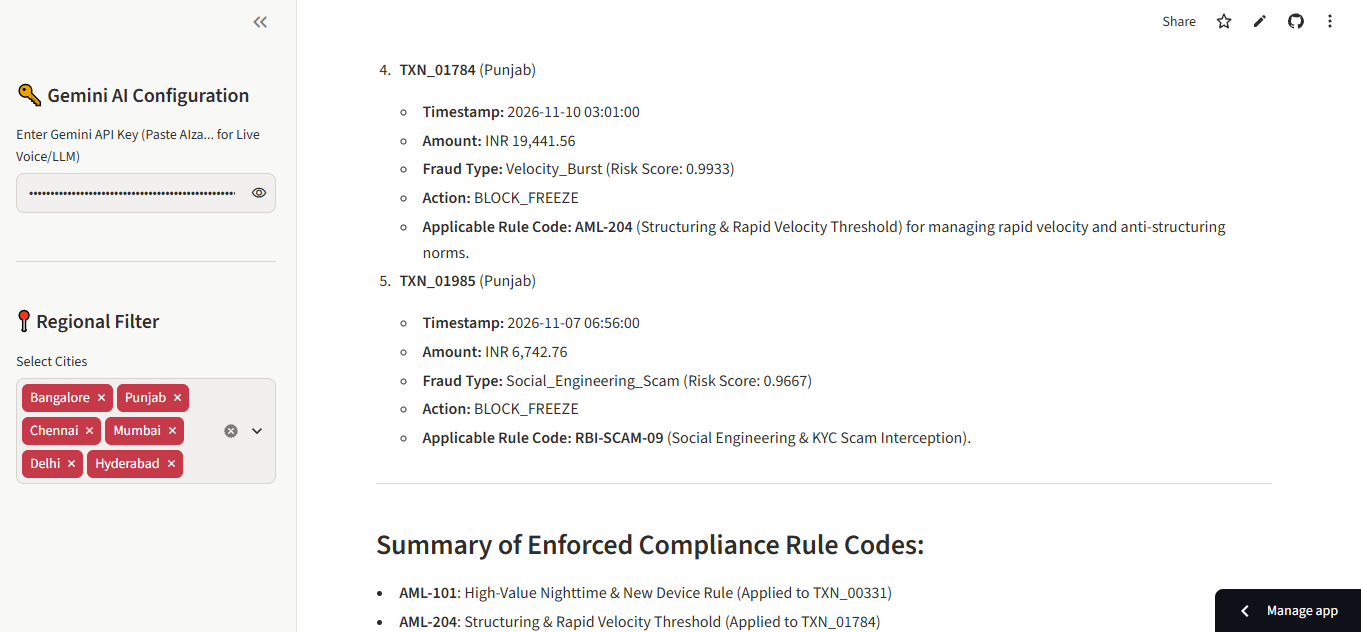 Share
Gemini AI Configuration
Enter Gemini API Key (Paste AIza... for Live
Voice/LLM)
Regional Filter
Select Cities
Bangalore × Punjab ×
Chennai × Mumbai ×
Delhi × Hyderabad ×
4. TXN_01784 (Punjab)
Timestamp: 2026-11-10 03:01:00
Amount: INR 19,441.56
Fraud Type: Velocity_Burst (Risk Score: 0.9933)
Action: BLOCK_FREEZE
Applicable Rule Code: AML-204 (Structuring & Rapid Velocity Threshold) for managing rapid velocity and anti-structuring
norms.
5. TXN_01985 (Punjab)
Timestamp: 2026-11-07 06:56:00
Amount: INR 6,742.76
Fraud Type: Social_Engineering_Scam (Risk Score: 0.9667)
Action: BLOCK_FREEZE
Applicable Rule Code: RBI-SCAM-09 (Social Engineering & KYC Scam Interception).
Summary of Enforced Compliance Rule Codes:
AML-101: High-Value Nighttime & New Device Rule (Applied to TXN_00331)
AML-204: Structuring & Rapid Velocity Threshold (Applied to TXN_01784)
Manage app